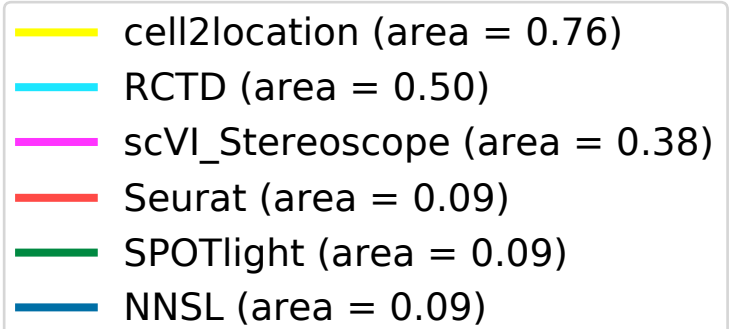 cell2location (area = 0.76)
RCTD (area = 0.50)
scVI_Stereoscope (area = 0.38)
Seurat (area = 0.09)
SPOTlight (area = 0.09)
NNSL (area = 0.09)